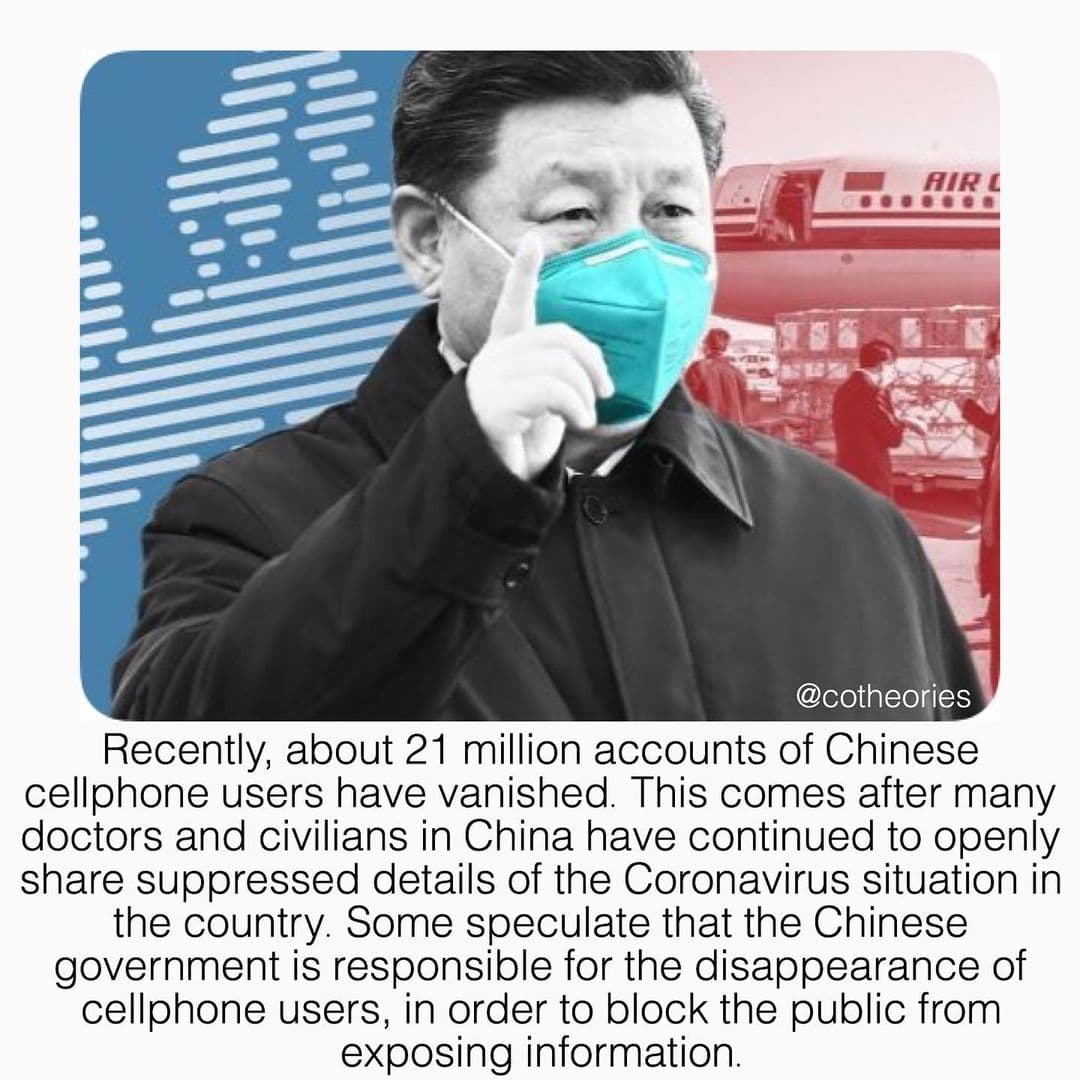 AIR C
@cotheories
Recently, about 21 million accounts of Chinese
cellphone users have vanished. This comes after many
doctors and civilians in China have continued to openly
share suppressed details of the Coronavirus situation in
the country. Some speculate that the Chinese
government is responsible for the disappearance of
cellphone users, in order to block the public from
exposing information.